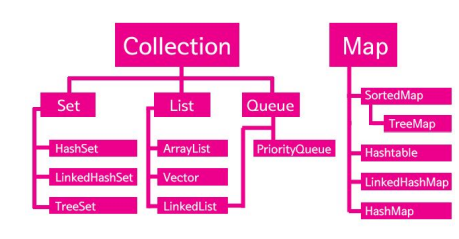 Collection
Map
Set
List
Queue
SortedMap
TreeMap
HashSet
ArrayList
PriorityQueue
Hashtable
LinkedHashSet
Vector
LinkedHashMap
TreeSet
LinkedList
HashMap